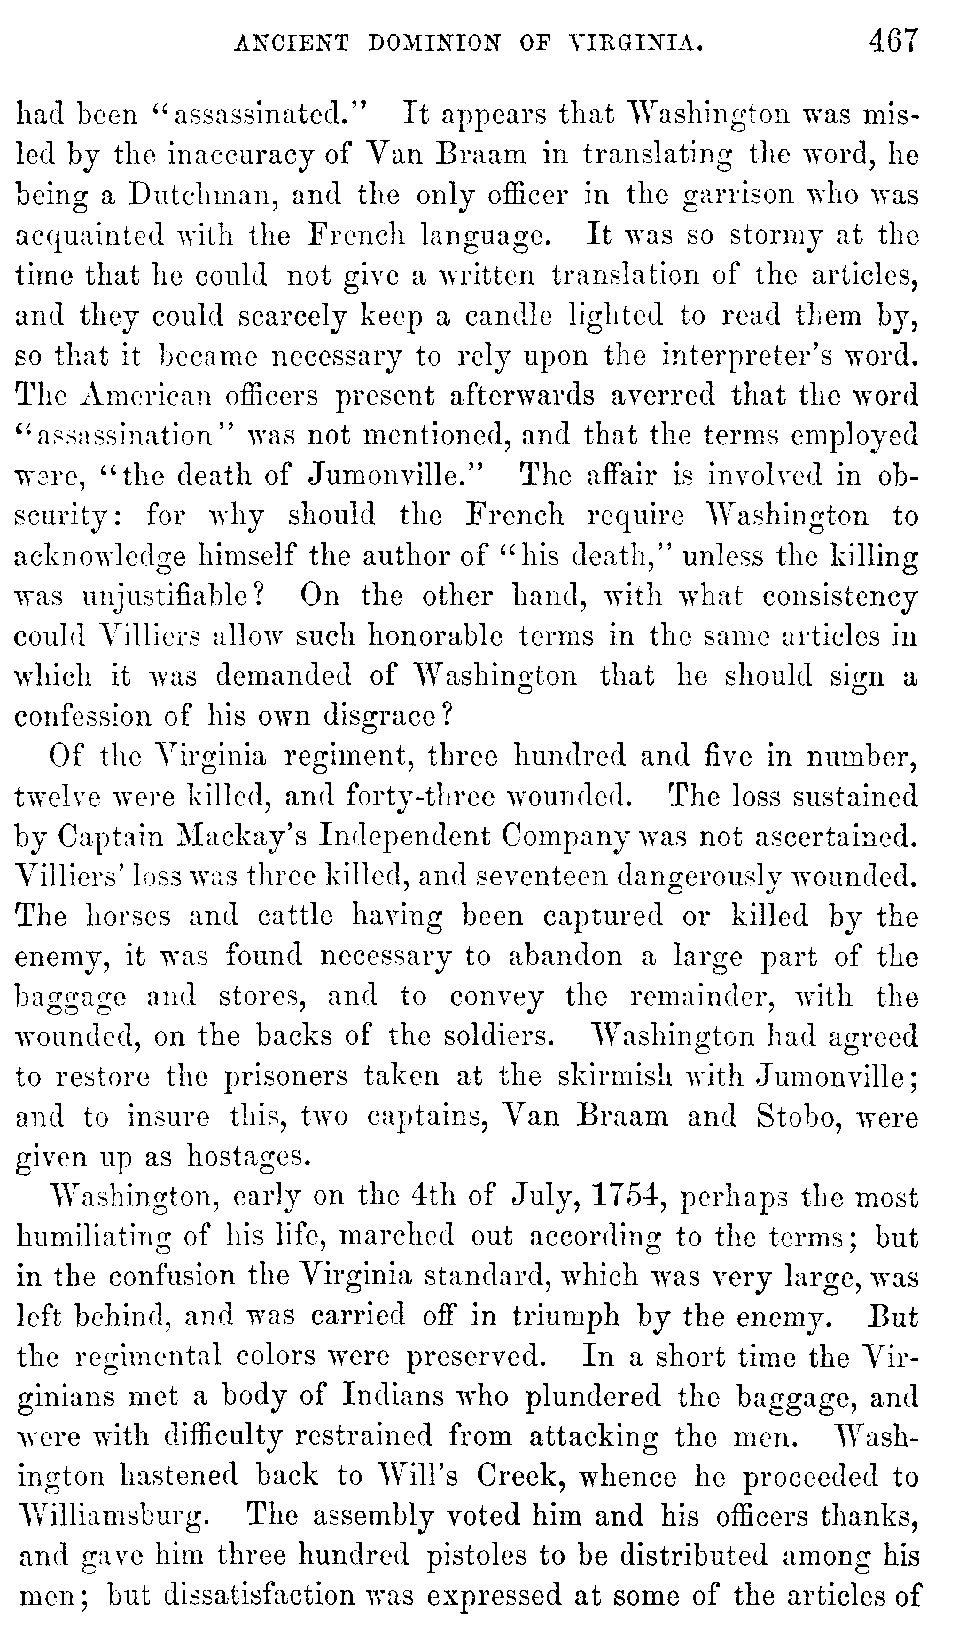 ANCIENT DOMINION OF VIRGINIA. 467
had been "assassinated." It appears that Washington was mis-
led by the inaccuracy of Van Braam in translating the word, he
being a Dutchman, and the only officer in the garrison who was
acquainted with the French language. It was so stormy at the
time that he could not give a written translation of the articles,
and they could scarcely keep a candle lighted to read them by,
so that it became necessary to rely upon the interpreter's word.
The American officers present afterwards averred that the word
"assassination" was not mentioned, and that the terms employed
were, "the death of Jumonville." The affair is involved in ob-
scurity: for why should the French require Washington to
acknowledge himself the author of "his death," unless the killing
was unjustifiable? On the other hand, with what consistency
could Villiers allow such honorable terms in the same articles in
which it was demanded of Washington that he should sign a
confession of his own disgrace?
Of the Virginia regiment, three hundred and five in number,
twelve were killed, and forty-three wounded. The loss sustained
by Captain Mackay's Independent Company was not ascertained.
Villiers' loss was three killed, and seventeen dangerously wounded.
The horses and cattle having been captured or killed by the
enemy, it was found necessary to abandon a large part of the
baggage and stores, and to convey the remainder, with the
wounded, on the backs of the soldiers. Washington had agreed
to restore the prisoners taken at the skirmish with Jumonville;
and to insure this, two captains, Van Braam and Stobo, were
given up as hostages.
Washington, early on the 4th of July, 1754, perhaps the most
humiliating of his life, marched out according to the terms; but
in the confusion the Virginia standard, which was very large, was
left behind, and was carried off in triumph by the enemy. But
the regimental colors were preserved. In a short time the Vir-
ginians met a body of Indians who plundered the baggage, and
were with difficulty restrained from attacking the men. Wash-
ington hastened back to Will's Creek, whence he proceeded to
Williamsburg. The assembly voted him and his officers thanks,
and gave him three hundred pistoles to be distributed among his
men; but dissatisfaction was expressed at some of the articles of